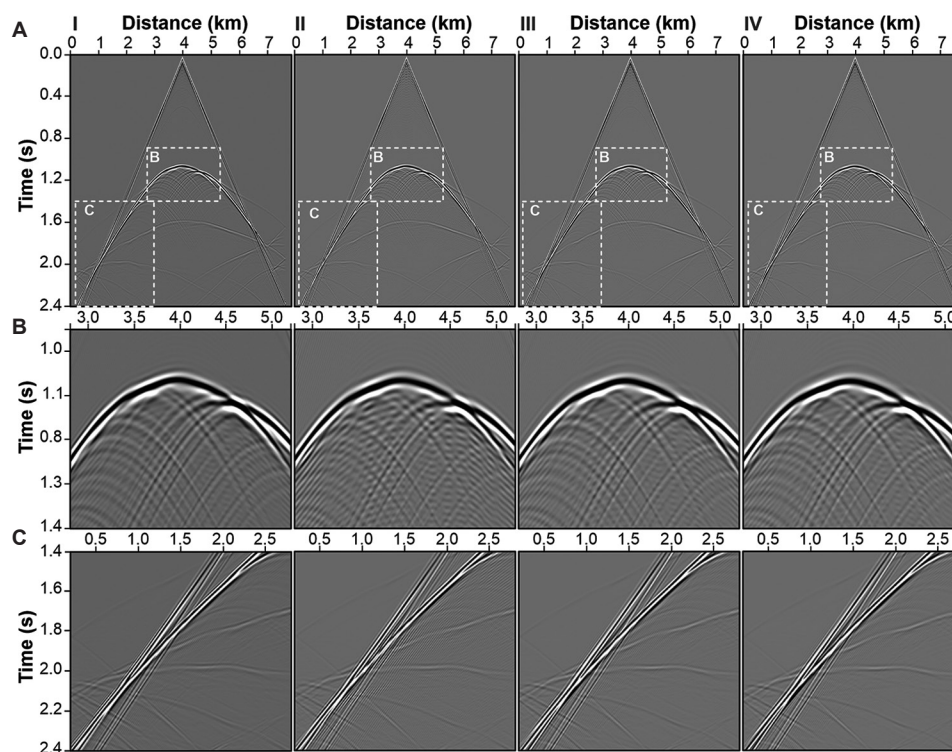 I Distance (km) II Distance (km) III Distance (km) IV Distance (km)
A 0 1 2 3 4 5 6 7 0 1 2 3 4 5 6 7 0 1 2 3 4 5 6 7 0 1 2 3 4 5 6 7
Time (s)
0.0
0.4
0.8
1.2
1.6
2.0
2.4
B B B B
C C C C
3.0 4.0 4.5 5.0 3.0 4.0 4.5 5.0 3.0 4.0 4.5 5.0 3.0 4.0 4.5 5.0
B
Time (s)
1.0
1.1
0.8
1.3
1.4
C 0.5 1.0 1.5 2.0 2.5 0.5 1.0 1.5 2.0 2.5 0.5 1.0 1.5 2.0 2.5 0.5 1.0 1.5 2.0 2.5
Time (s)
1.4
1.6
1.8
2.0
2.2
2.4